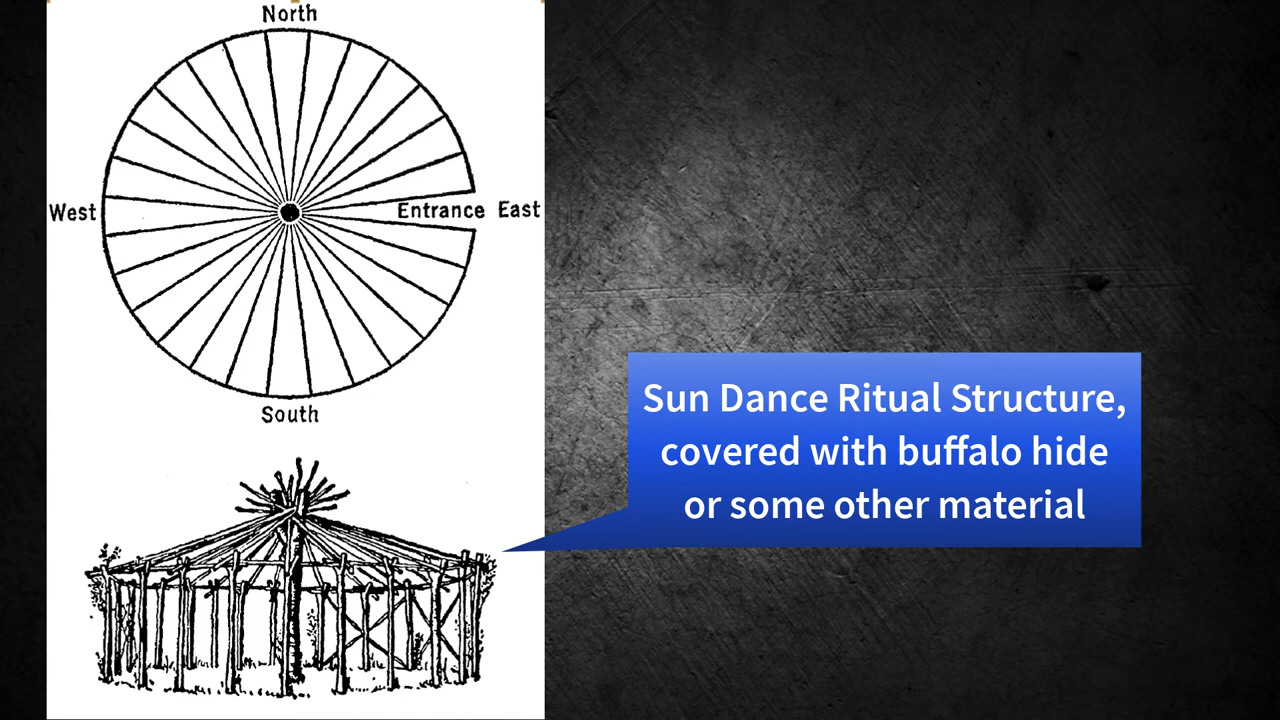 North
West
Entrance East
South
Sun Dance Ritual Structure,
covered with buffalo hide
or some other material